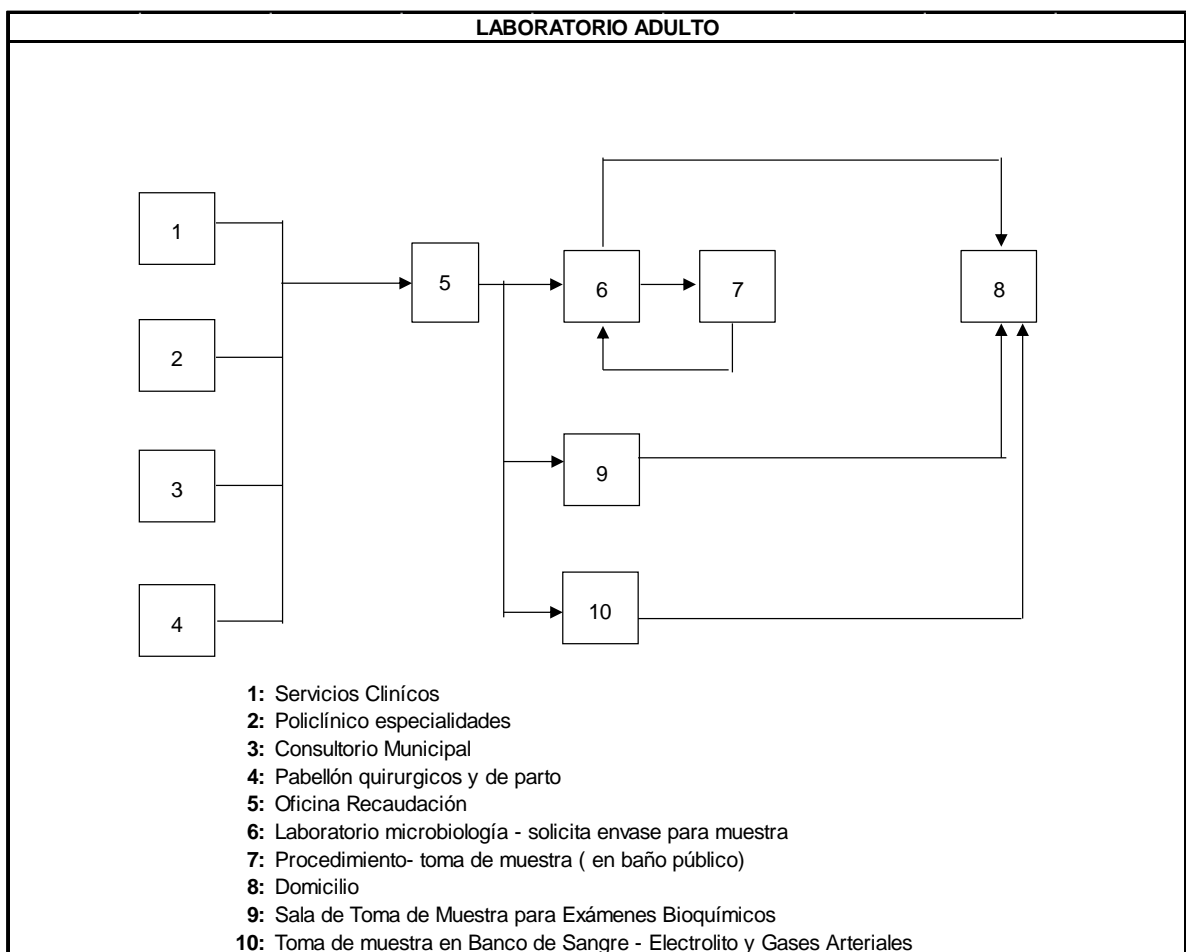 LABORATORIO ADULTO
1
2
3
4
5
6
7
8
9
10
1: Servicios Clinícos
2: Policlínico especialidades
3: Consultorio Municipal
4: Pabellón quirurgicos y de parto
5: Oficina Recaudación
6: Laboratorio microbiología - solicita envase para muestra
7: Procedimiento- toma de muestra ( en baño público)
8: Domicilio
9: Sala de Toma de Muestra para Exámenes Bioquímicos
10: Toma de muestra en Banco de Sangre - Electrolito y Gases Arteriales